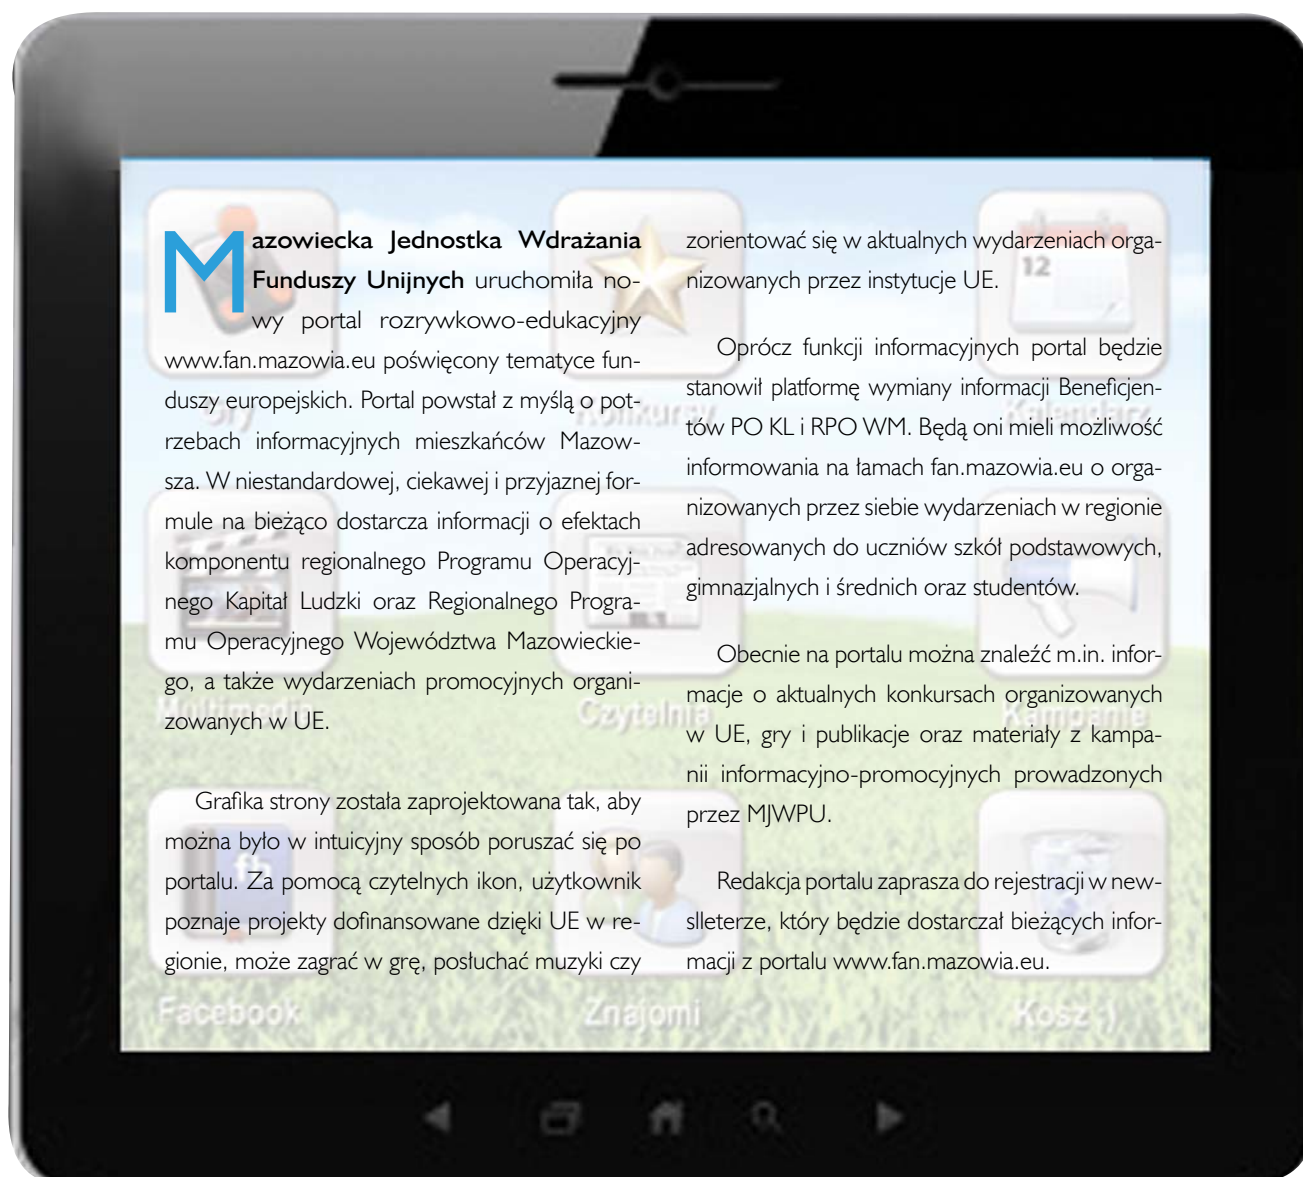 Mazowiecka Jednostka Wdrażania
Funduszy Unijnych uruchomiła no-
wy portal rozrywkowo-edukacyjny
www.fan.mazowia.eu poświęcony tematyce fun-
duszy europejskich. Portal powstał z myślą o pot-
rzebach informacyjnych mieszkańców Mazow-
sza. W niestandardowej, ciekawej i przyjaznej for-
mule na bieżąco dostarcza informacji o efektach
komponentu regionalnego Programu Operacyj-
nego Kapitał Ludzki oraz Regionalnego Progra-
mu Operacyjnego Województwa Mazowieckie-
go, a także wydarzeniach promocyjnych organi-
zowanych w UE.
Grafika strony została zaprojektowana tak, aby
można było w intuicyjny sposób poruszać się po
portalu. Za pomocą czytelnych ikon, użytkownik
poznaje projekty dofinansowane dzięki UE w re-
gionie, może zagrać w grę, posłuchać muzyki czy
zorientować się w aktualnych wydarzeniach orga-
nizowanych przez instytucje UE.
Oprócz funkcji informacyjnych portal będzie
stanowił platformę wymiany informacji Beneficjen-
tów PO KL i RPO WM. Będą oni mieli możliwość
informowania na łamach fan.mazowia.eu o orga-
nizowanych przez siebie wydarzeniach w regionie
adresowanych do uczniów szkół podstawowych,
gimnazjalnych i średnich oraz studentów.
Obecnie na portalu można znaleźć m.in. infor-
macje o aktualnych konkursach organizowanych
w UE, gry i publikacje oraz materiały z kampa-
nii informacyjno-promocyjnych prowadzonych
przez MJWPU.
Redakcja portalu zaprasza do rejestracji w new-
slleterze, który będzie dostarczał bieżących infor-
macji z portalu www.fan.mazowia.eu.
Gry
Konkursy
12
Kalendarz
Multimedia
Czytelnia
Kampanie
fb
Facebook
Znajomi
Kosz :)